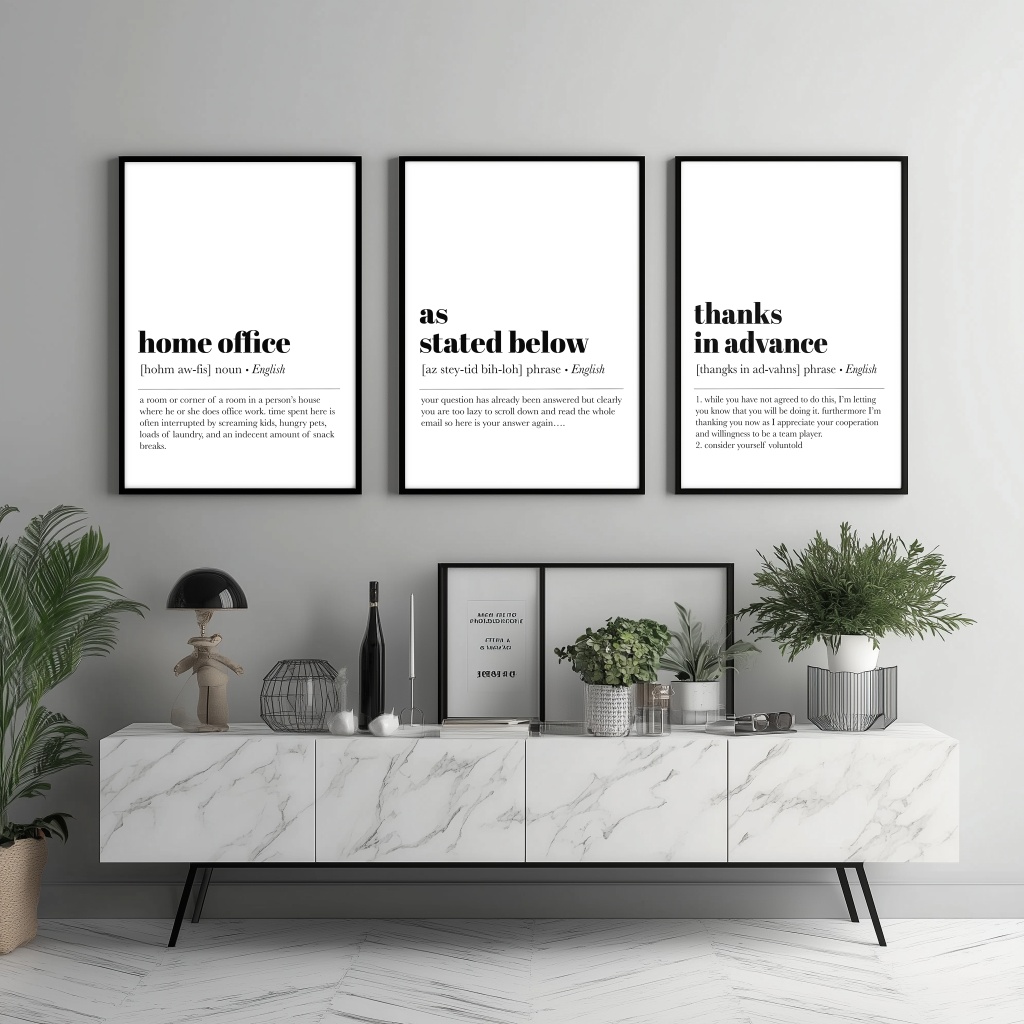 home office
[hohm aw-fis] noun • English
a room or corner of a room in a person's house
where he or she does office work. time spent here is
often interrupted by screaming kids, hungry pets,
loads of laundry, and an indecent amount of snack
breaks.
as
stated below
[az stey-tid bih-loh] phrase • English
your question has already been answered but clearly
you are too lazy to scroll down and read the whole
email so here is your answer again....
thanks
in advance
[thangks in ad-vahns] phrase • English
1. while you have not agreed to do this, I'm letting
you know that you will be doing it. furthermore I'm
thanking you now as I appreciate your cooperation
and willingness to be a team player.
2. consider yourself voluntold